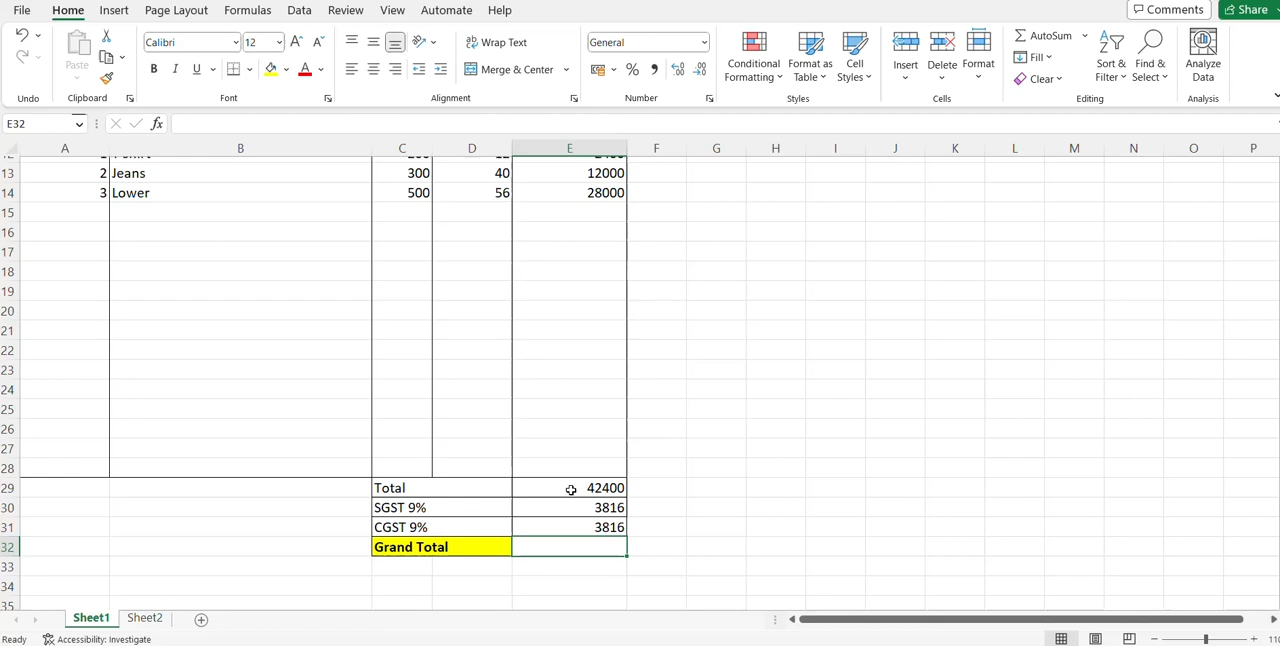 File Home Insert Page Layout Formulas Data Review View Automate Help Comments Share
Paste Calibri 12 Wrap Text General Conditional Formatting Format as Table Cell Styles Insert Delete Format AutoSum Fill Clear Sort & Filter Find & Select Analyze Data
B I U Merge & Center % ,
Undo Clipboard Font Alignment Number Styles Cells Editing Analysis
E32 fx
A B C D E F G H I J K L M N O P
13 2 Jeans 300 40 12000
14 3 Lower 500 56 28000
15
16
17
18
19
20
21
22
23
24
25
26
27
28
29 Total 42400
30 SGST 9% 3816
31 CGST 9% 3816
32 Grand Total
33
34
35
Sheet1 Sheet2
Ready Accessibility: Investigate